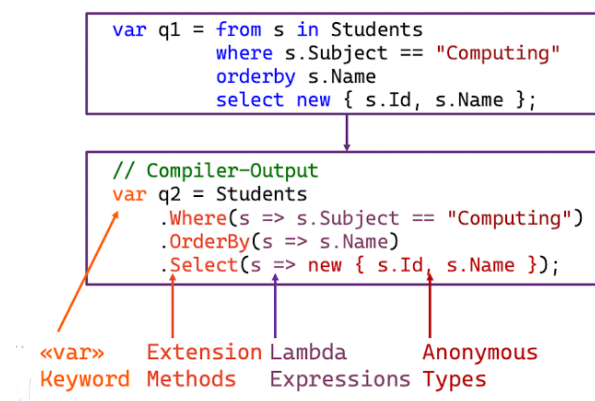 var q1 = from s in Students
where s.Subject == "Computing"
orderby s.Name
select new { s.Id, s.Name };
// Compiler-Output
var q2 = Students
.Where(s => s.Subject == "Computing")
.OrderBy(s => s.Name)
.Select(s => new { s.Id, s.Name });
«var» Extension Lambda Anonymous
Keyword Methods Expressions Types